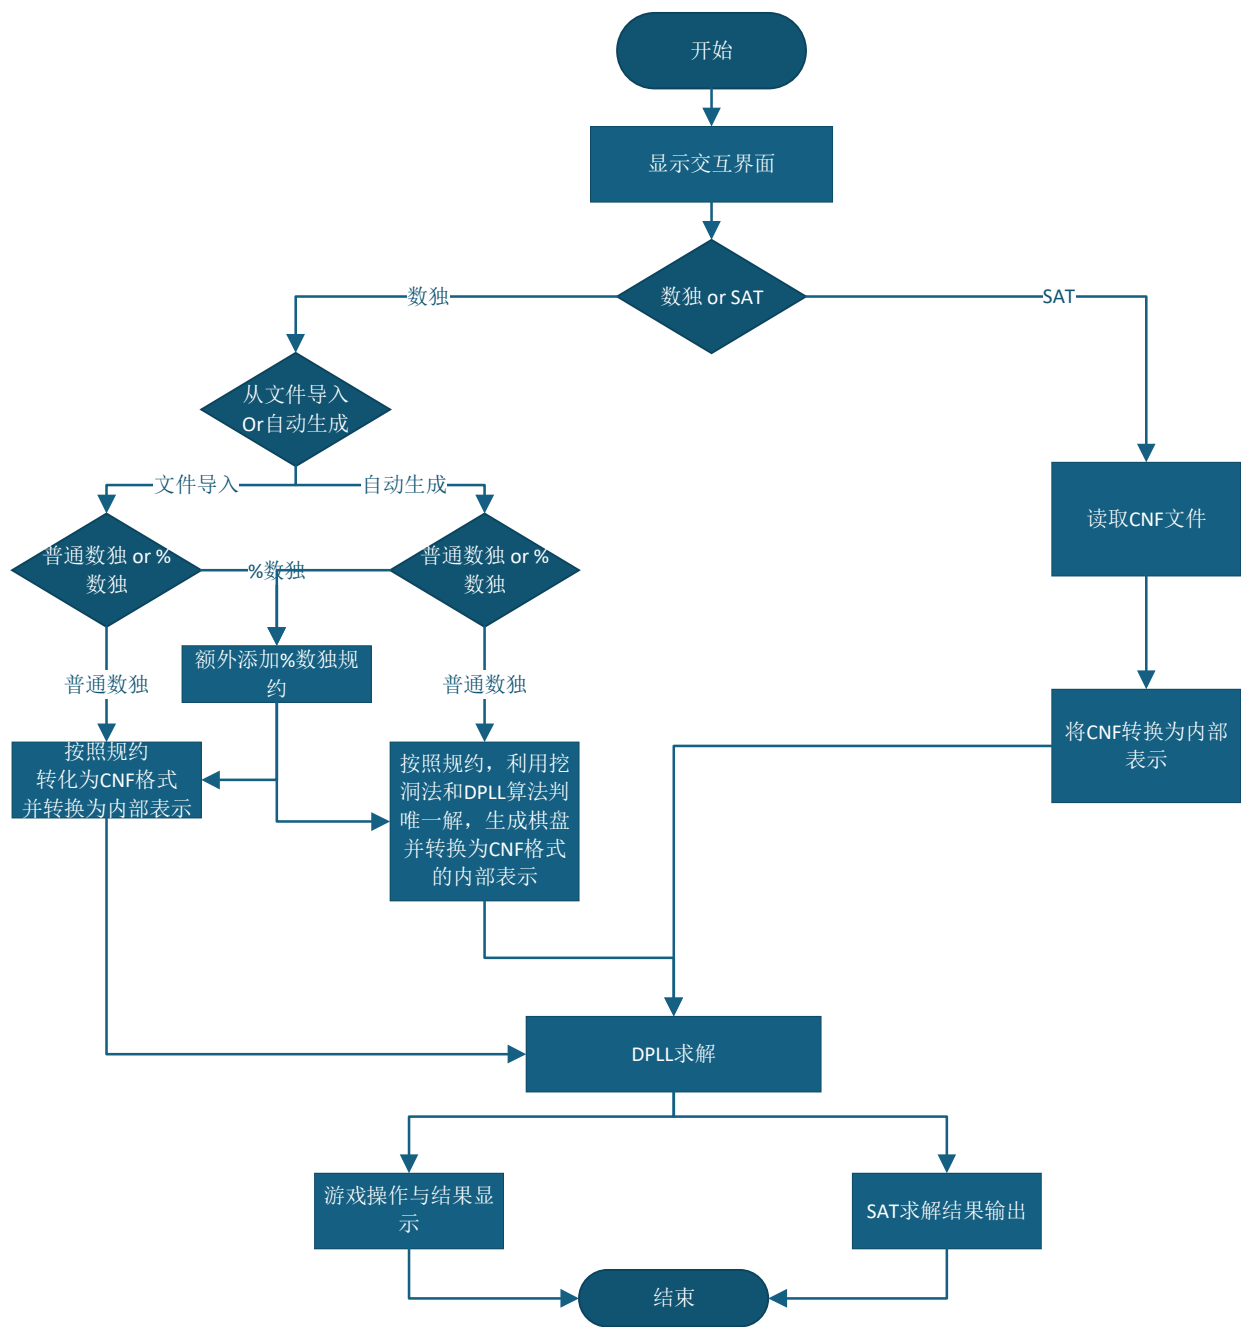 开始
显示交互界面
数独 or SAT
数独
SAT
从文件导入
Or自动生成
文件导入
自动生成
读取CNF文件
普通数独 or %
数独
%数独
普通数独 or %
数独
额外添加%数独规
约
普通数独
普通数独
按照规约
转化为CNF格式
并转换为内部表示
按照规约，利用挖
洞法和DPLL算法判
唯一解，生成棋盘
并转换为CNF格式
的内部表示
将CNF转换为内部
表示
DPLL求解
游戏操作与结果显
示
SAT求解结果输出
结束